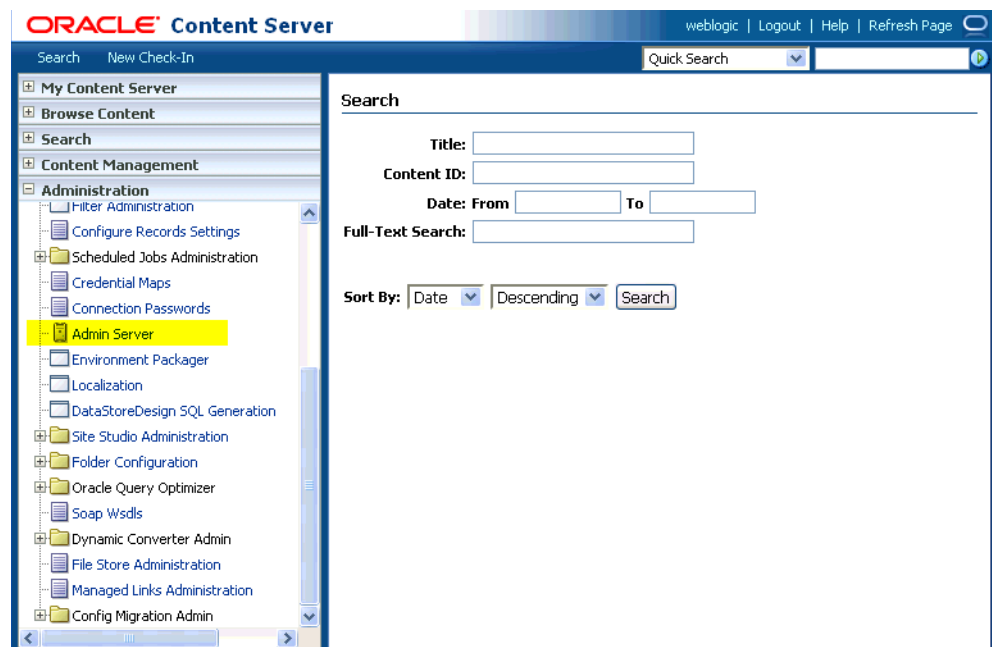 ORACLE Content Server
weblogic | Logout | Help | Refresh Page
Search New Check-In
Quick Search
My Content Server
Browse Content
Search
Content Management
Administration
Filter Administration
Configure Records Settings
Scheduled Jobs Administration
Credential Maps
Connection Passwords
Admin Server
Environment Packager
Localization
DataStoreDesign SQL Generation
Site Studio Administration
Folder Configuration
Oracle Query Optimizer
Soap Wsdls
Dynamic Converter Admin
File Store Administration
Managed Links Administration
Config Migration Admin
Search
Title:
Content ID:
Date: From To
Full-Text Search:
Sort By: Date Descending Search